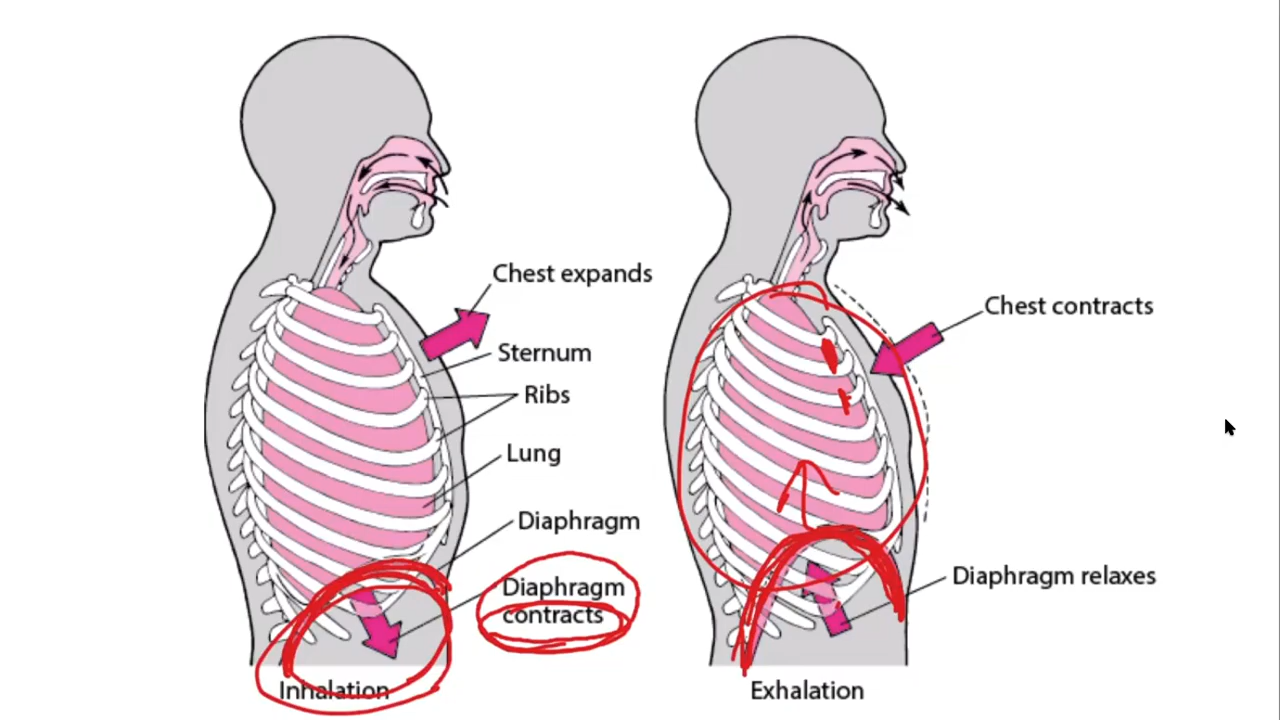 Chest expands
Sternum
Ribs
Lung
Diaphragm
Diaphragm
contracts
Inhalation
Chest contracts
Diaphragm relaxes
Exhalation